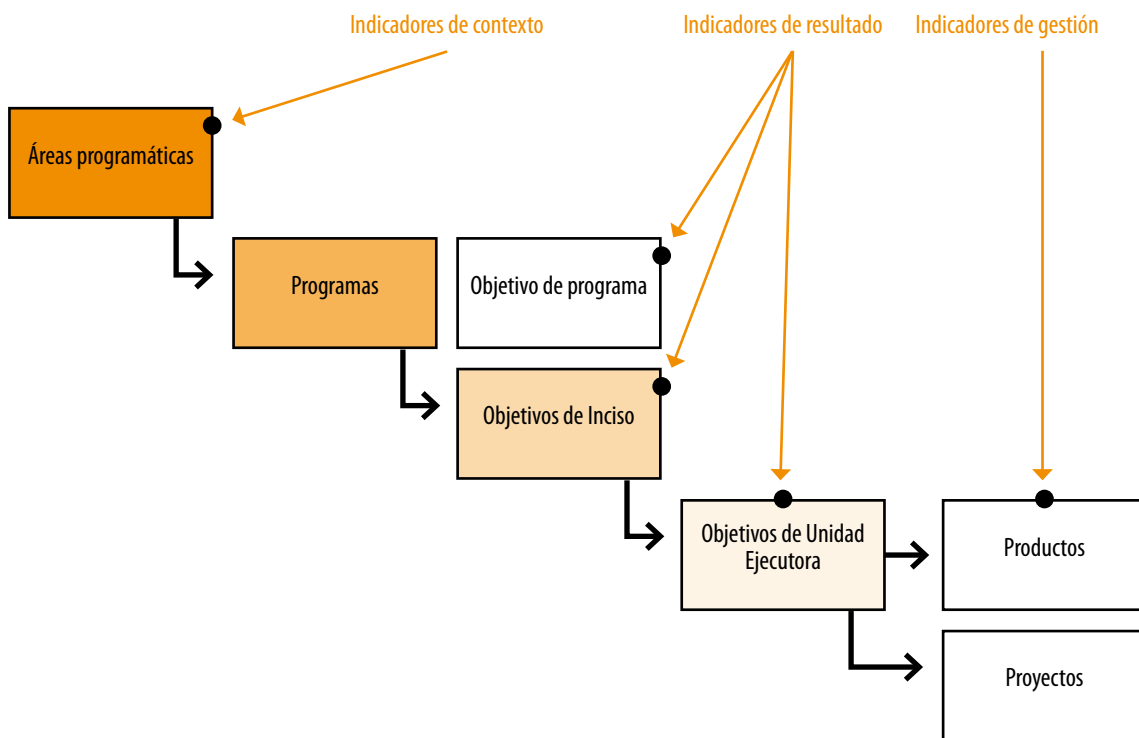 Indicadores de contexto
Indicadores de resultado
Indicadores de gestión
Áreas programáticas
Programas
Objetivo de programa
Objetivos de Inciso
Objetivos de Unidad
Ejecutora
Productos
Proyectos